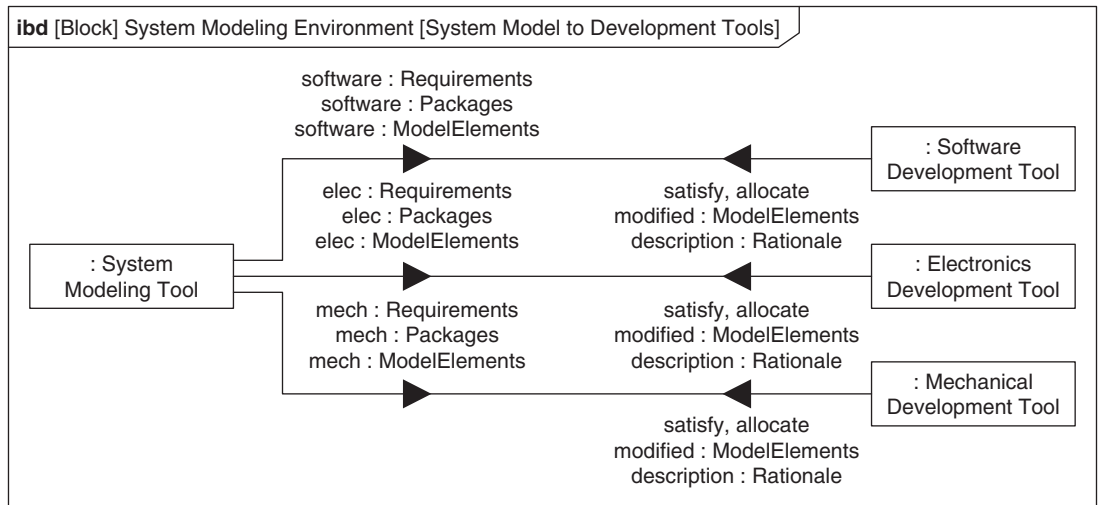 ibd [Block] System Modeling Environment [System Model to Development Tools]
software : Requirements
software : Packages
software : ModelElements
: Software
Development Tool
elec : Requirements
elec : Packages
elec : ModelElements
satisfy, allocate
modified : ModelElements
description : Rationale
: System
Modeling Tool
: Electronics
Development Tool
mech : Requirements
mech : Packages
mech : ModelElements
satisfy, allocate
modified : ModelElements
description : Rationale
: Mechanical
Development Tool
satisfy, allocate
modified : ModelElements
description : Rationale